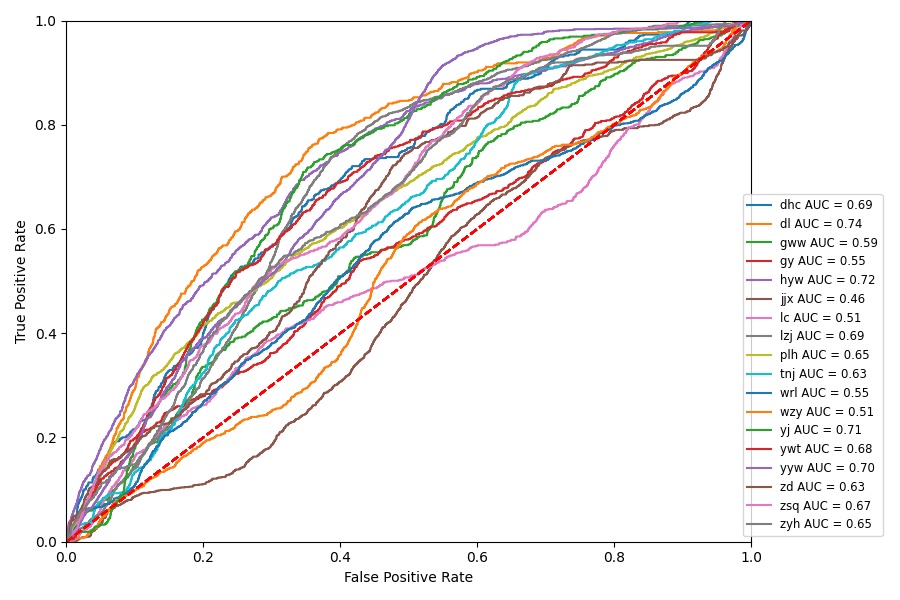 1.0
0.8
0.6
0.4
0.2
0.0
True Positive Rate
0.0 0.2 0.4 0.6 0.8 1.0
False Positive Rate
dhc AUC = 0.69
dl AUC = 0.74
gww AUC = 0.59
gy AUC = 0.55
hyw AUC = 0.72
jjx AUC = 0.46
lc AUC = 0.51
lzj AUC = 0.69
plh AUC = 0.65
tnj AUC = 0.63
wrl AUC = 0.55
wzy AUC = 0.51
yj AUC = 0.71
ywt AUC = 0.68
yyw AUC = 0.70
zd AUC = 0.63
zsq AUC = 0.67
zyh AUC = 0.65